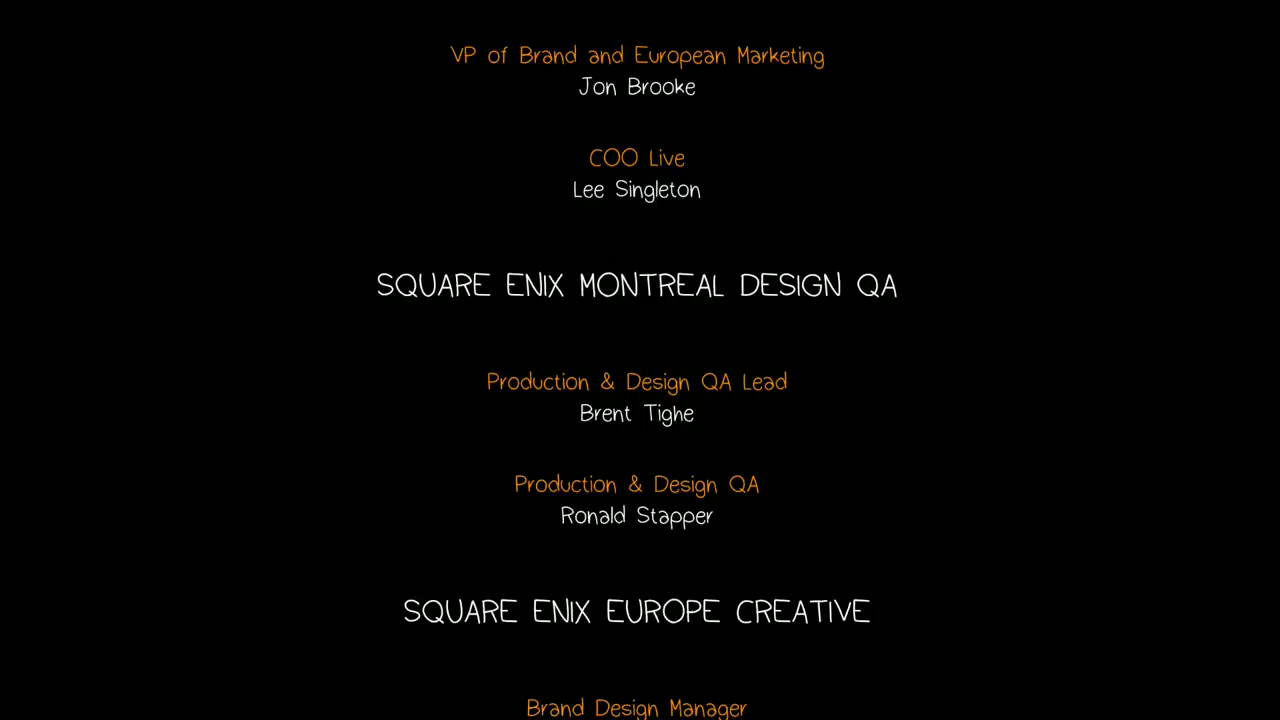 VP of Brand and European Marketing
Jon Brooke
COO Live
Lee Singleton
SQUARE ENIX MONTREAL DESIGN QA
Production & Design QA Lead
Brent Tighe
Production & Design QA
Ronald Stapper
SQUARE ENIX EUROPE CREATIVE
Brand Design Manager